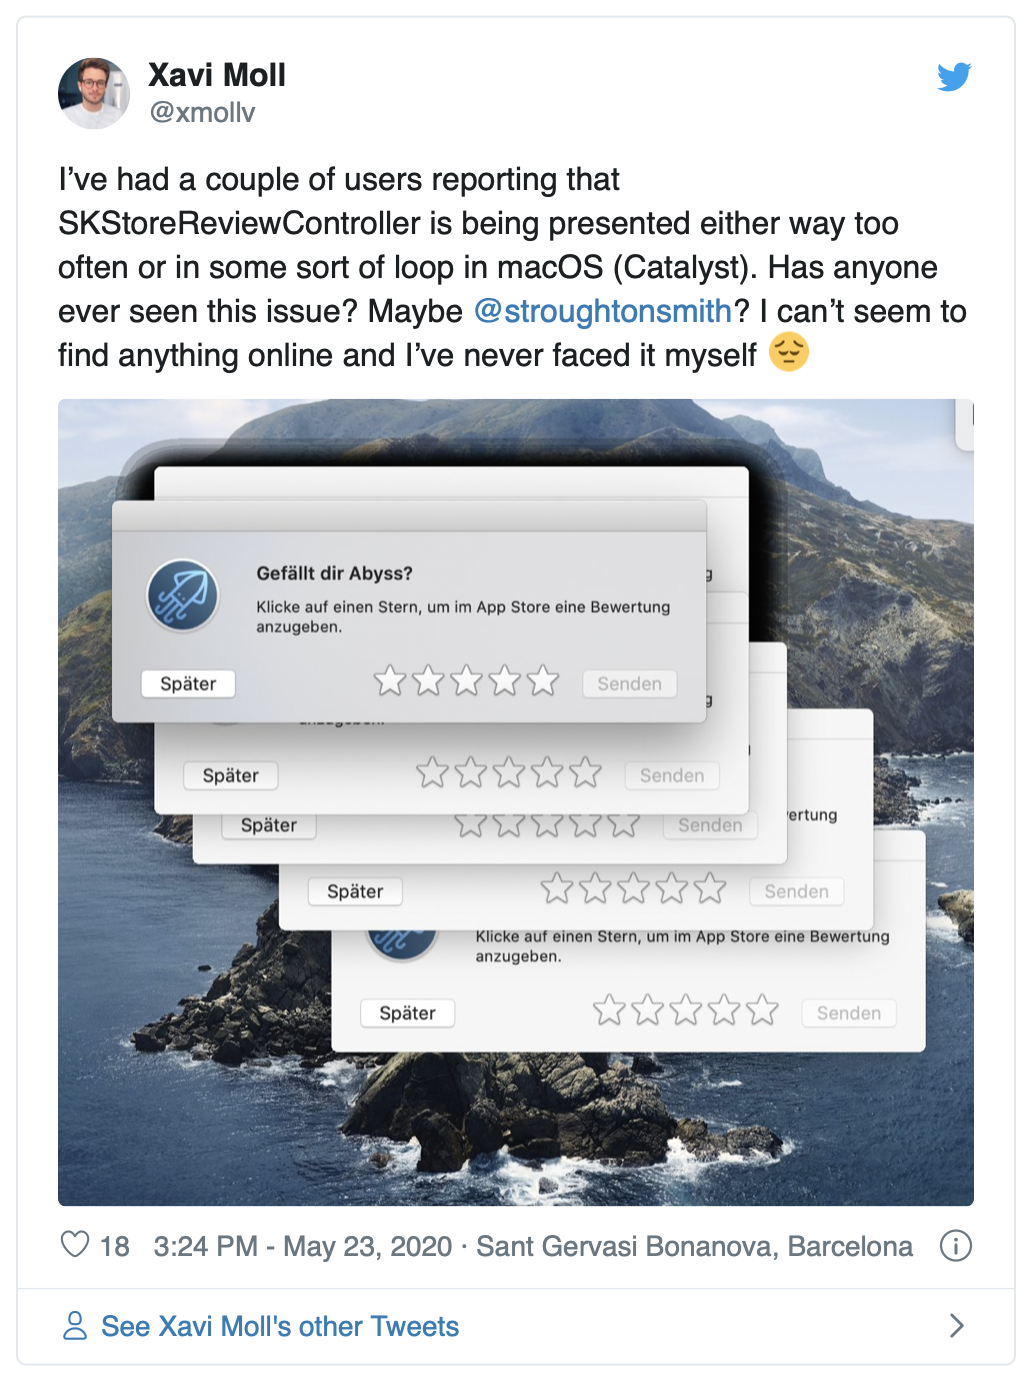 Xavi Moll
@xmollv
I’ve had a couple of users reporting that
SKStoreReviewController is being presented either way too
often or in some sort of loop in macOS (Catalyst). Has anyone
ever seen this issue? Maybe @stroughtonsmith? I can’t seem to
find anything online and I’ve never faced it myself 😔
Gefällt dir Abyss?
Klicke auf einen Stern, um im App Store eine Bewertung
anzugeben.
Später
Senden
anzugeben.
Später
Senden
Später
Senden
ertung
Später
Senden
Klicke auf einen Stern, um im App Store eine Bewertung
anzugeben.
Später
Senden
18 3:24 PM - May 23, 2020 · Sant Gervasi Bonanova, Barcelona
See Xavi Moll's other Tweets